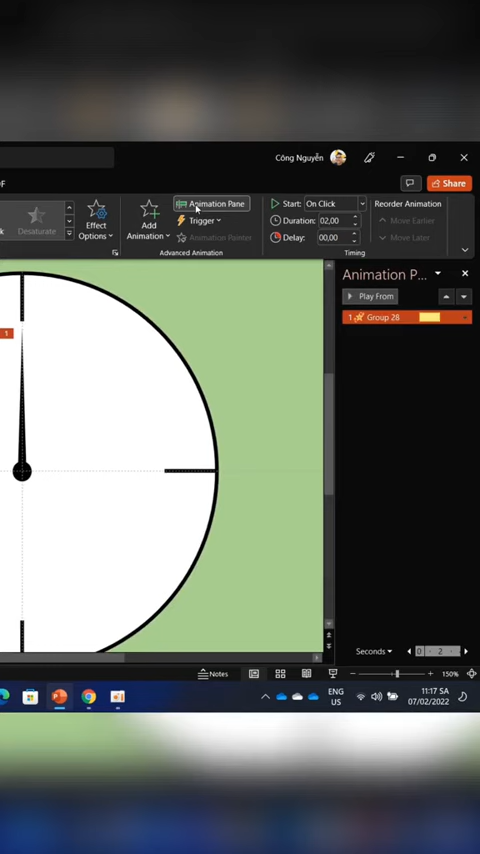 Công Nguyễn
DF
Share
Desaturate
Effect
Options
Add
Animation
Animation Pane
Trigger
Animation Painter
Advanced Animation
Start: On Click
Duration: 02,00
Delay: 00,00
Timing
Reorder Animation
Move Earlier
Move Later
Animation P...
Play From
1 Group 28
1
Seconds
0 2
Notes
150%
ENG
US
11:17 SA
07/02/2022